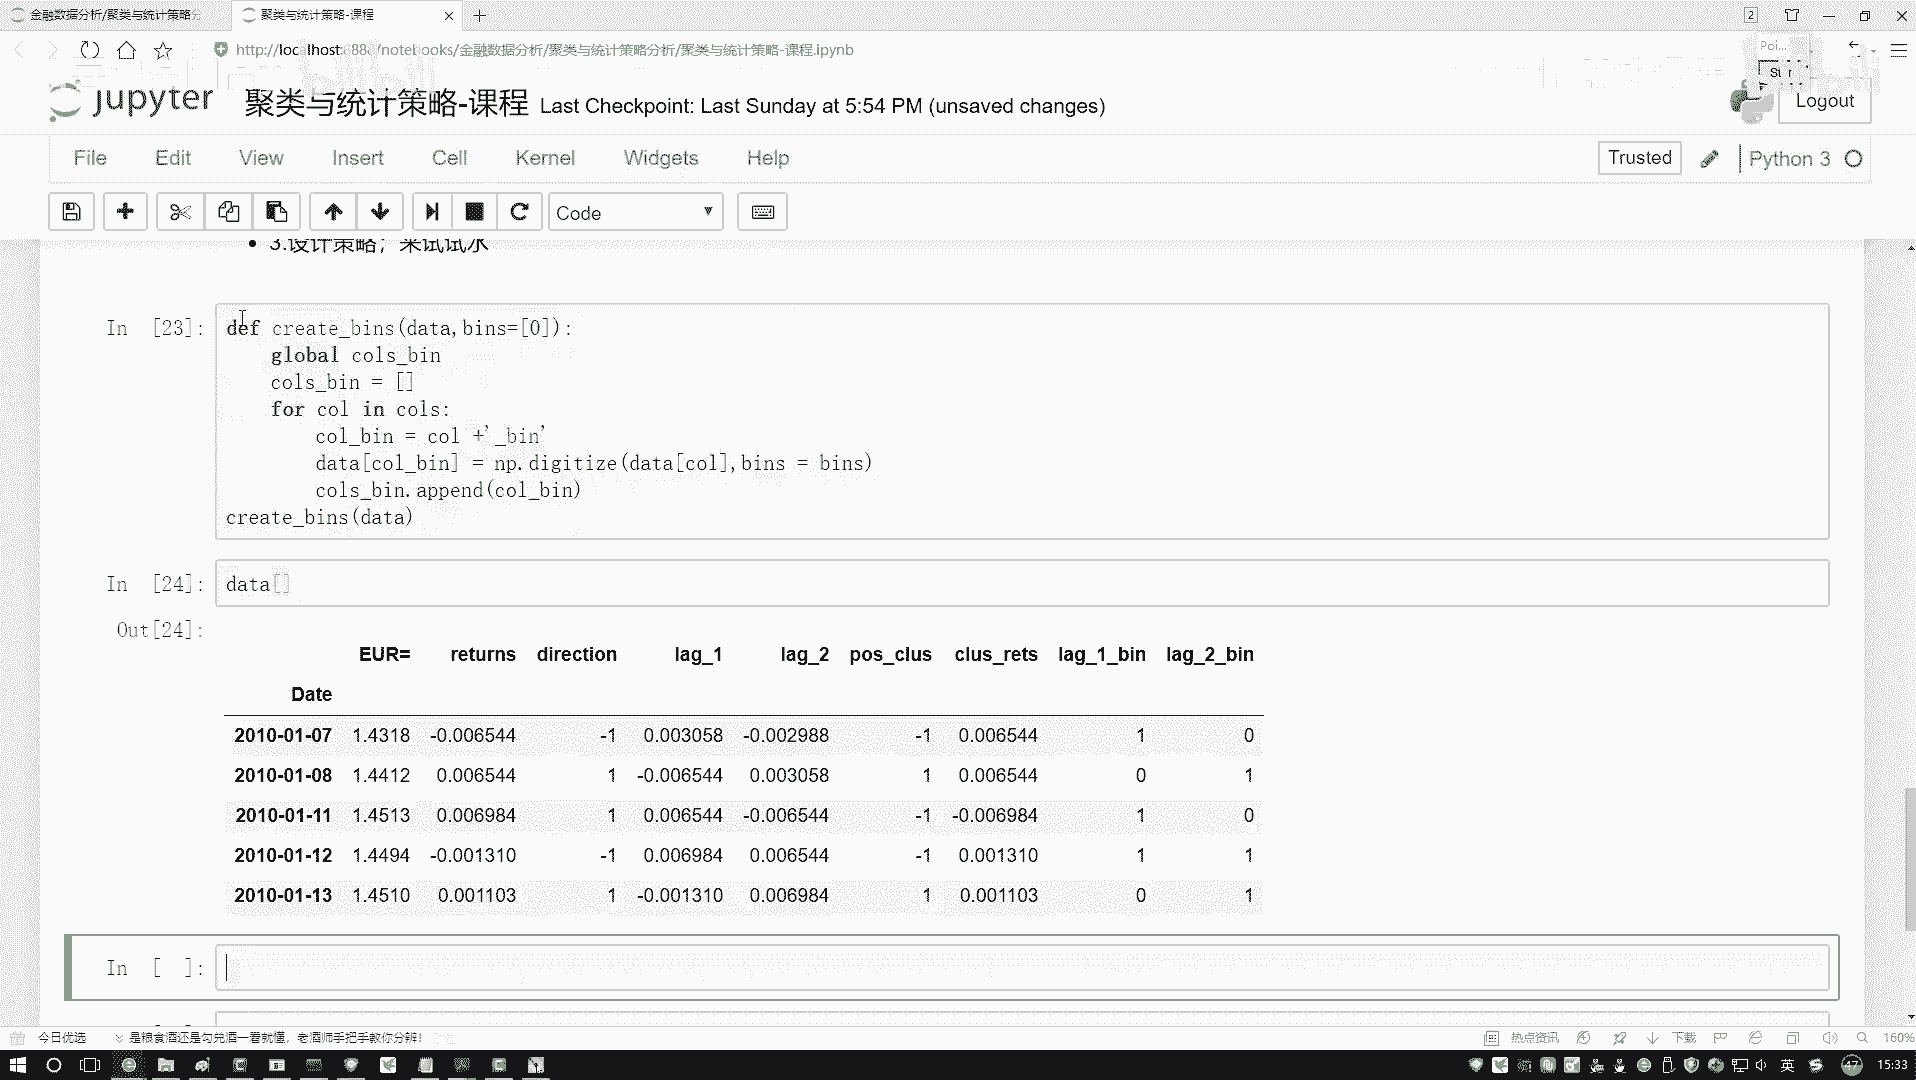 金融数据分析/聚类与统计策略分
聚类与统计策略-课程
2
/notebooks/金融数据分析/聚类与统计策略分析/聚类与统计策略-课程.ipynb
Jupyter 聚类与统计策略-课程 Last Checkpoint: Last Sunday at 5:54 PM (unsaved changes)
Logout
File Edit View Insert Cell Kernel Widgets Help
Trusted
Python 3
Code
3.设计策略，来试试水
In [23]:
def create_bins(data,bins=[0]):
global cols_bin
cols_bin = []
for col in cols:
col_bin = col +'_bin'
data[col_bin] = np.digitize(data[col],bins = bins)
cols_bin.append(col_bin)
create_bins(data)
In [24]: data[]
Out[24]:
EUR= returns direction lag_1 lag_2 pos_clus clus_rets lag_1_bin lag_2_bin
Date
2010-01-07 1.4318 -0.006544 -1 0.003058 -0.002988 -1 0.006544 1 0
2010-01-08 1.4412 0.006544 1 -0.006544 0.003058 1 0.006544 0 1
2010-01-11 1.4513 0.006984 1 0.006544 -0.006544 -1 -0.006984 1 0
2010-01-12 1.4494 -0.001310 -1 0.006984 0.006544 -1 0.001310 1 1
2010-01-13 1.4510 0.001103 1 -0.001310 0.006984 1 0.001103 0 1
In [ ]:
今日优选
是粮食酒还是勾兑酒一看就懂，老酒师手把手教你分辨!
热点资讯
下载
160%
英
47
15:33